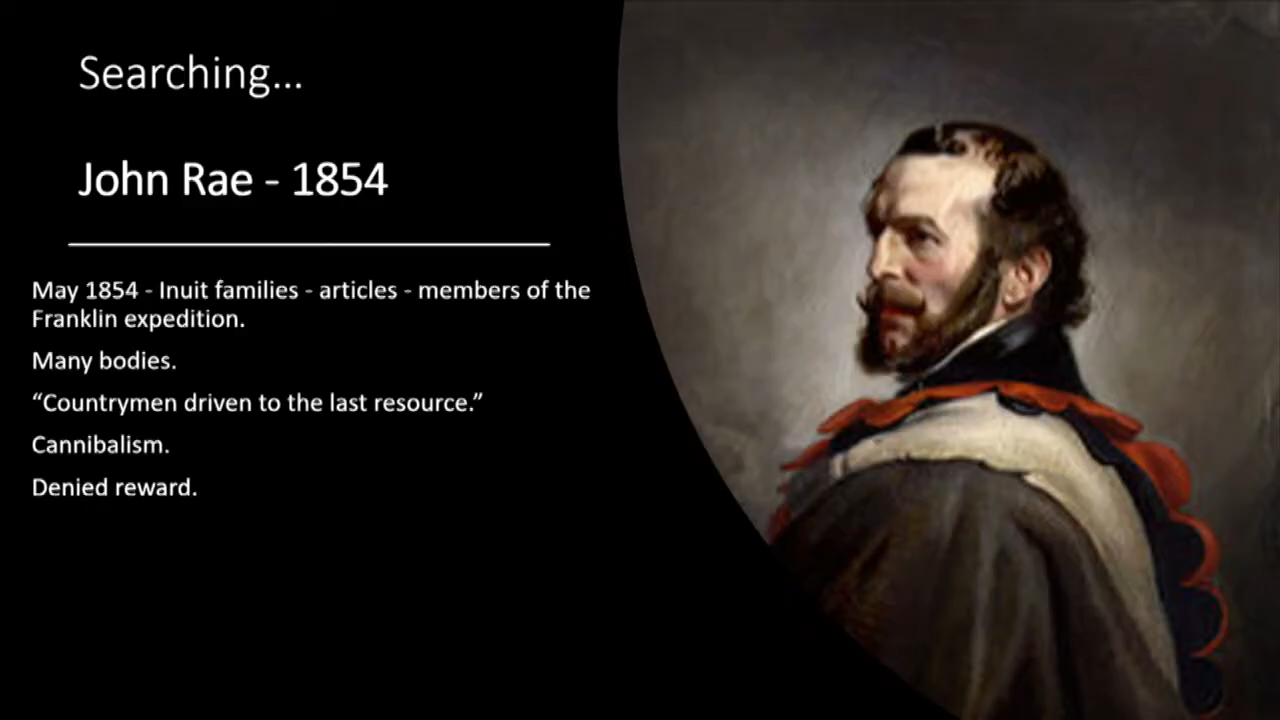 Searching...
John Rae - 1854
May 1854 - Inuit families - articles - members of the
Franklin expedition.
Many bodies.
“Countrymen driven to the last resource.”
Cannibalism.
Denied reward.